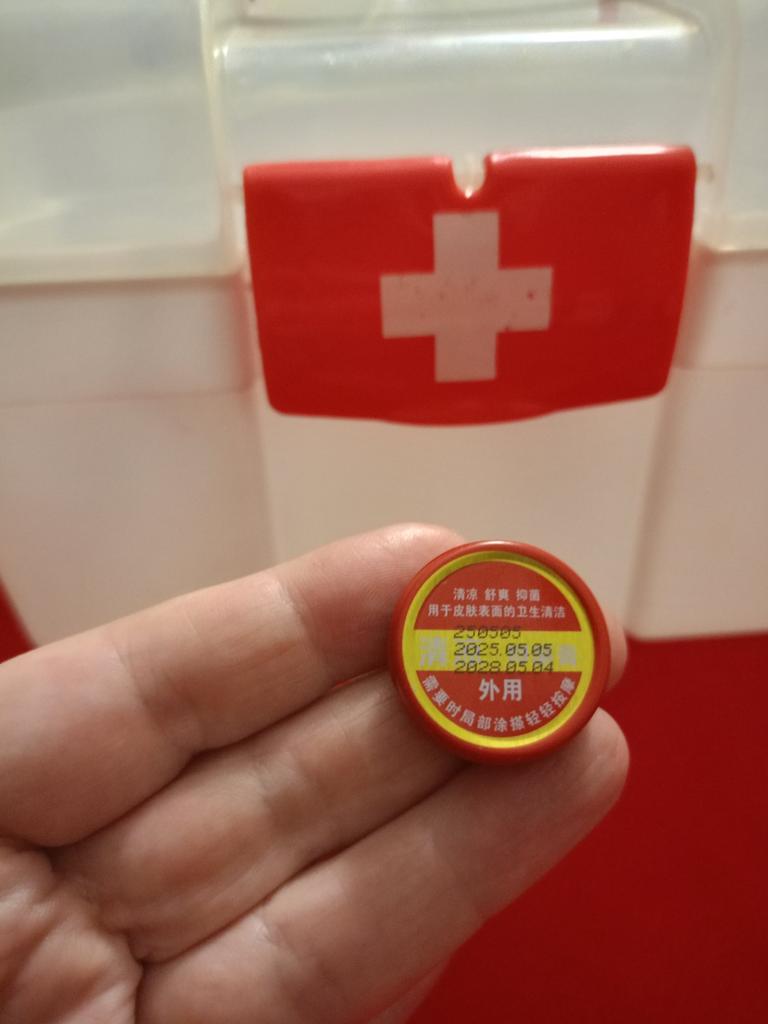 清凉 舒爽 抑菌
用于皮肤表面的卫生清洁
250505
2025.05.05
2028.05.04
清
外用
需要时局部涂搽轻轻按摩